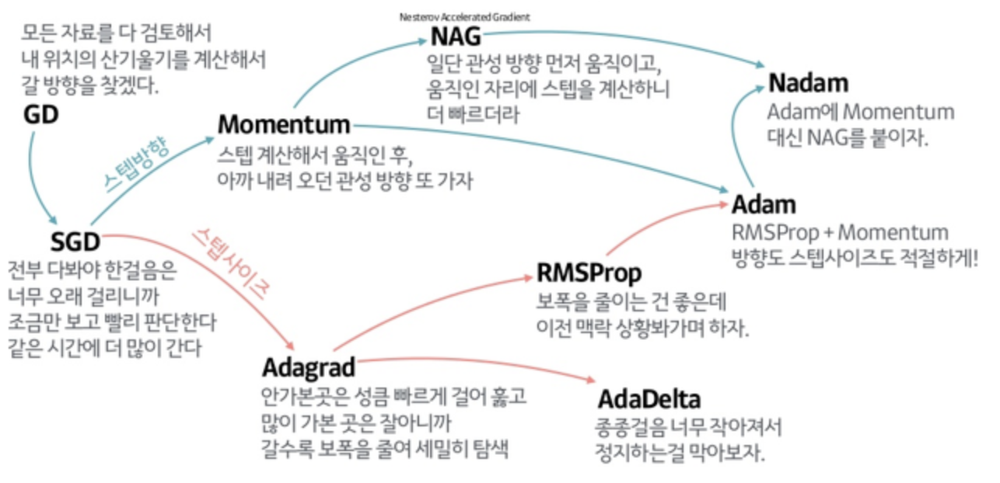 모든 자료를 다 검토해서
내 위치의 산기울기를 계산해서
갈 방향을 찾겠다.
GD
스텝방향
SGD
전부 다봐야 한걸음은
너무 오래 걸리니까
조금만 보고 빨리 판단한다
같은 시간에 더 많이 간다
Momentum
스텝 계산해서 움직인 후,
아까 내려 오던 관성 방향 또 가자
Nesterov Accelerated Gradient
NAG
일단 관성 방향 먼저 움직이고,
움직인 자리에 스텝을 계산하니
더 빠르더라
Nadam
Adam에 Momentum
대신 NAG를 붙이자.
Adam
RMSProp + Momentum
방향도 스텝사이즈도 적절하게!
스텝사이즈
RMSProp
보폭을 줄이는 건 좋은데
이전 맥락 상황봐가며 하자.
Adagrad
안가본곳은 성큼 빠르게 걸어 훑고
많이 가본 곳은 잘아니까
갈수록 보폭을 줄여 세밀히 탐색
AdaDelta
종종걸음 너무 작아져서
정지하는걸 막아보자.